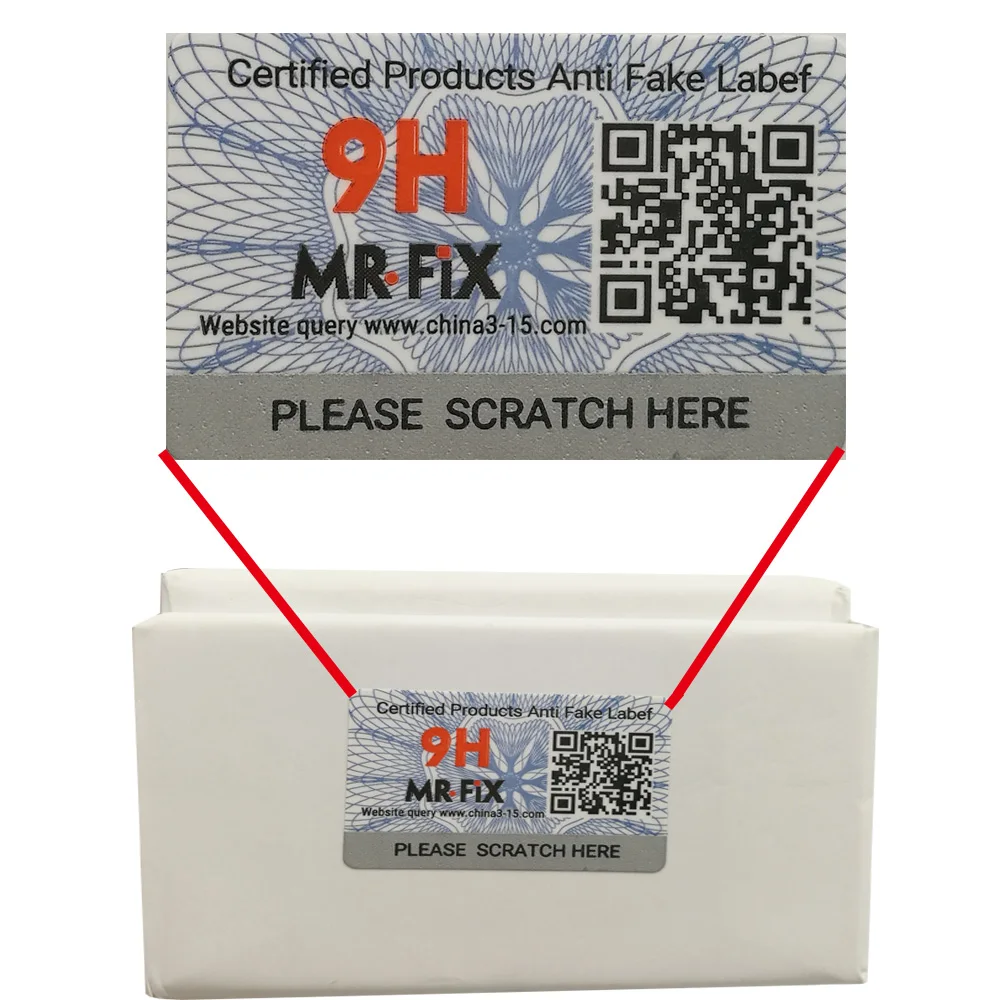 Certified Products Anti Fake Labef
9H
MR·FiX
Website query www.china3-15.com
PLEASE SCRATCH HERE
Certified Products Anti Fake Labef
9H
MR·FiX
Website query www.china3-15.com
PLEASE SCRATCH HERE